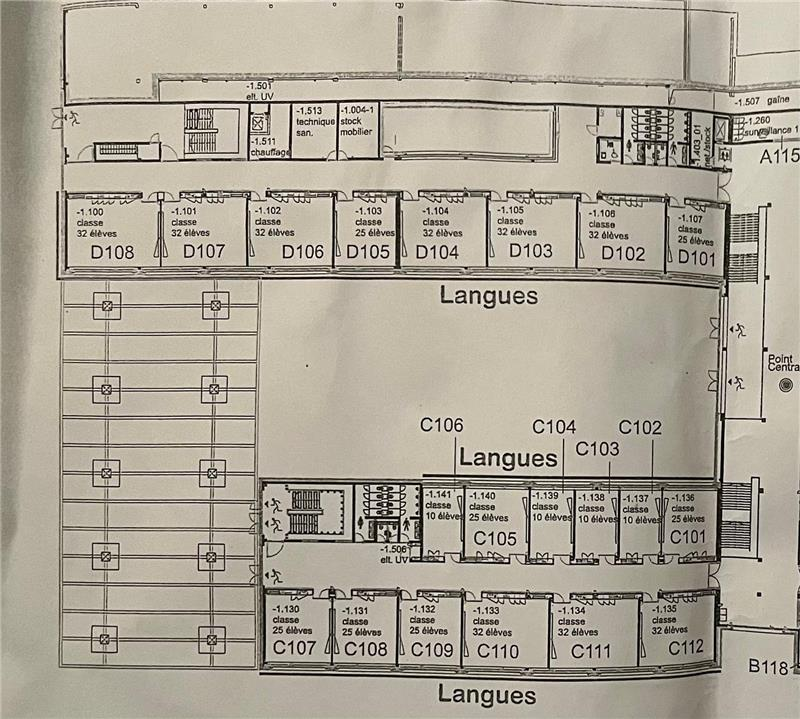 -1.501
elt. UV
-1.513
technique
san.
-1.004-1
stock
mobilier
-1.511
chauffage
-1.403_01
net./stock
-1.507 gaîne
-1.260
surveillance 1
A115
-1.100
classe
32 élèves
D108
-1.101
classe
32 élèves
D107
-1.102
classe
32 élèves
D106
-1.103
classe
25 élèves
D105
-1.104
classe
32 élèves
D104
-1.105
classe
32 élèves
D103
-1.106
classe
32 élèves
D102
-1.107
classe
25 élèves
D101
Langues
Point
Centra
C106
C104
C103
C102
Langues
-1.141
classe
10 élèves
-1.140
classe
25 élèves
C105
-1.139
classe
10 élèves
-1.138
classe
10 élèves
-1.137
classe
10 élèves
-1.136
classe
25 élèves
C101
-1.506
elt. UV
-1.130
classe
25 élèves
C107
-1.131
classe
25 élèves
C108
-1.132
classe
25 élèves
C109
-1.133
classe
32 élèves
C110
-1.134
classe
32 élèves
C111
-1.135
classe
32 élèves
C112
B118
Langues